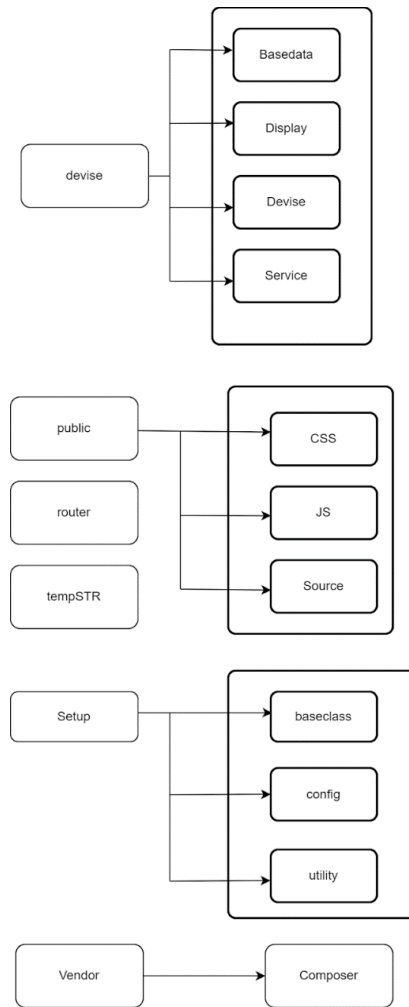 Basedata
Display
devise
Devise
Service
public
CSS
router
JS
tempSTR
Source
Setup
baseclass
config
utility
Vendor
Composer